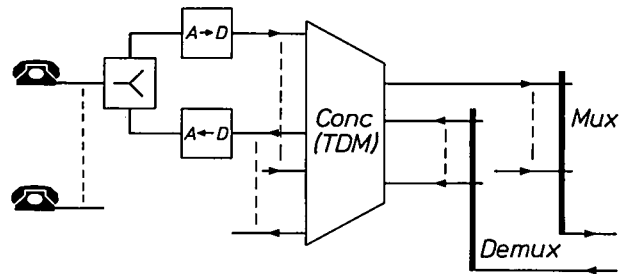 A→D
A←D
Conc
(TDM)
Mux
Demux